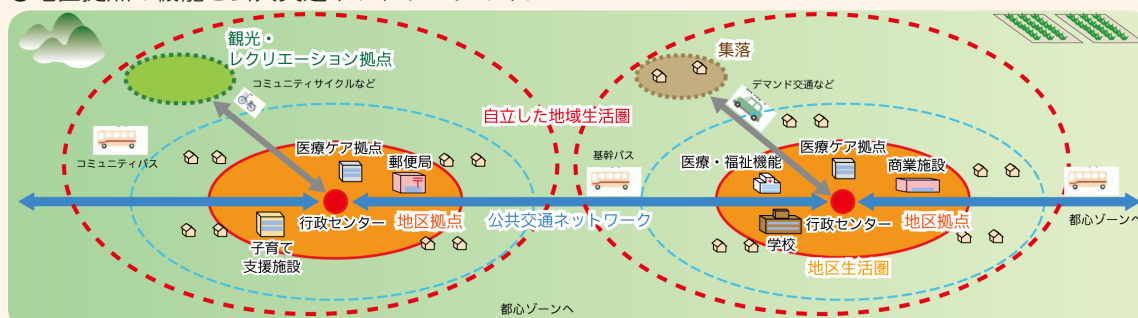 観光・
レクリエーション拠点
集落
コミュニティサイクルなど
デマンド交通など
自立した地域生活圏
コミュニティバス
医療ケア拠点
郵便局
基幹バス
医療・福祉機能
医療ケア拠点
商業施設
行政センター
地区拠点
公共交通ネットワーク
行政センター
地区拠点
都心ゾーンへ
子育て
支援施設
学校
地区生活圏
都心ゾーンへ